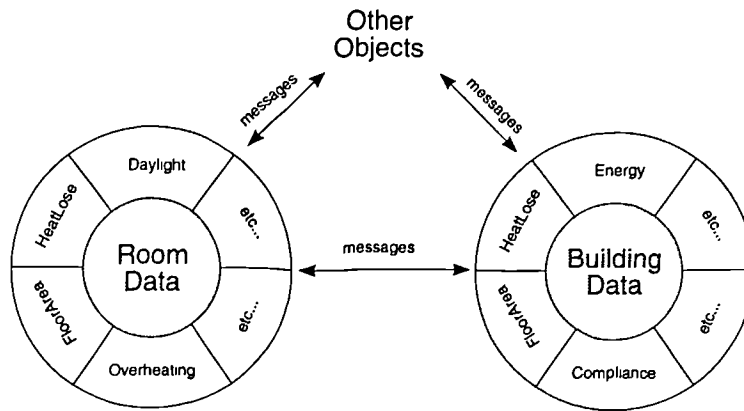 Other
Objects
messages
messages
Daylight
HeatLose
etc...
Room
Data
FloorArea
etc...
Overheating
messages
Energy
HeatLose
etc...
Building
Data
FloorArea
etc...
Compliance